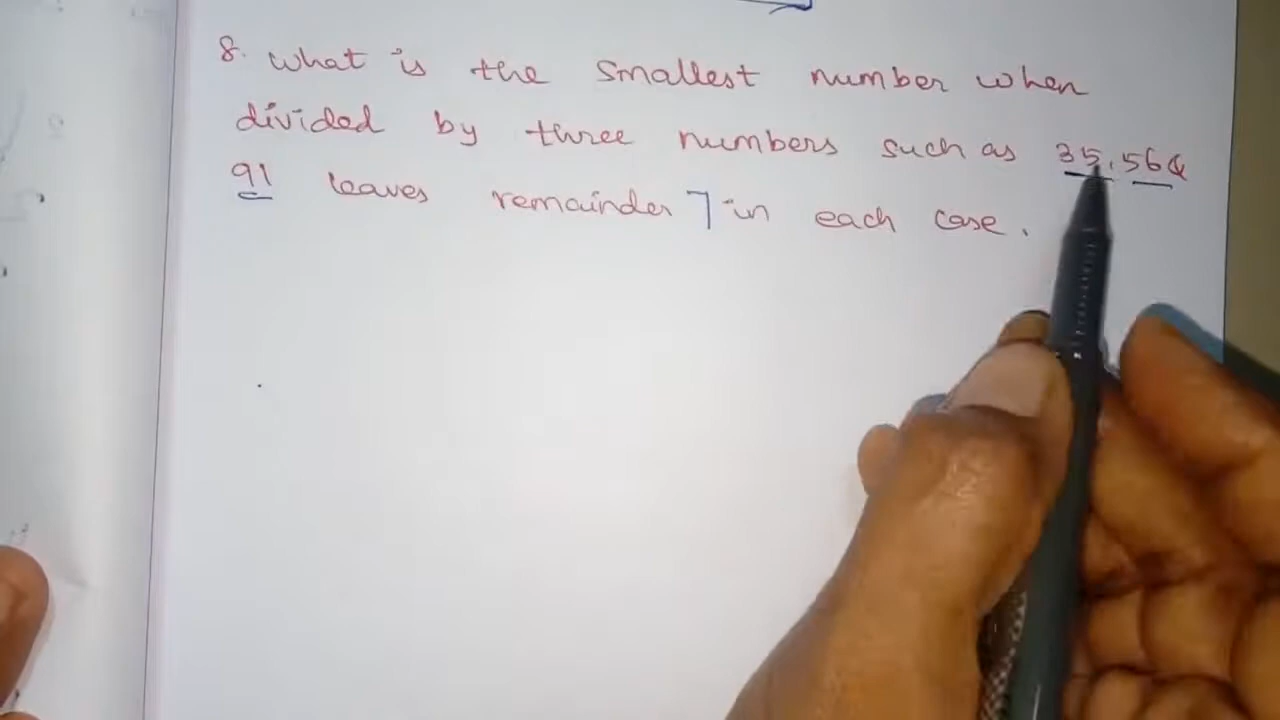 8. What is the smallest number when
divided by three numbers such as 35, 56 &
91 leaves remainder 7 in each case.